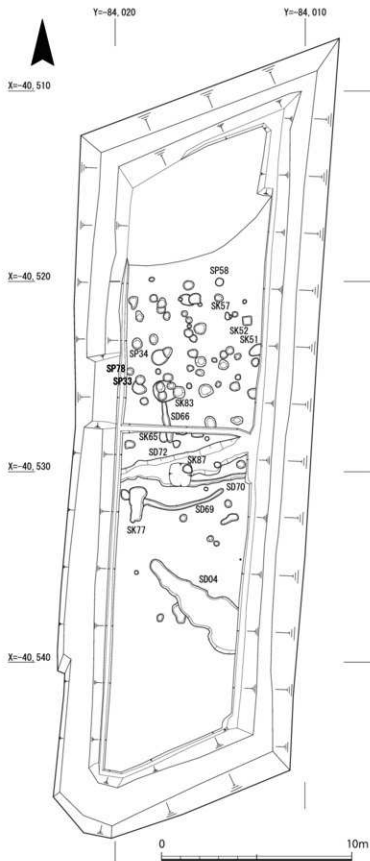 Y=-84,020
Y=-84,010
X=-40,510
X=-40,520
SP58
SK57
SK52
SK51
SP34
SP78
SP33
SK83
SD66
SK65
SD72
SK87
X=-40,530
SD70
SD69
SK77
SD04
X=-40,540
0
10m